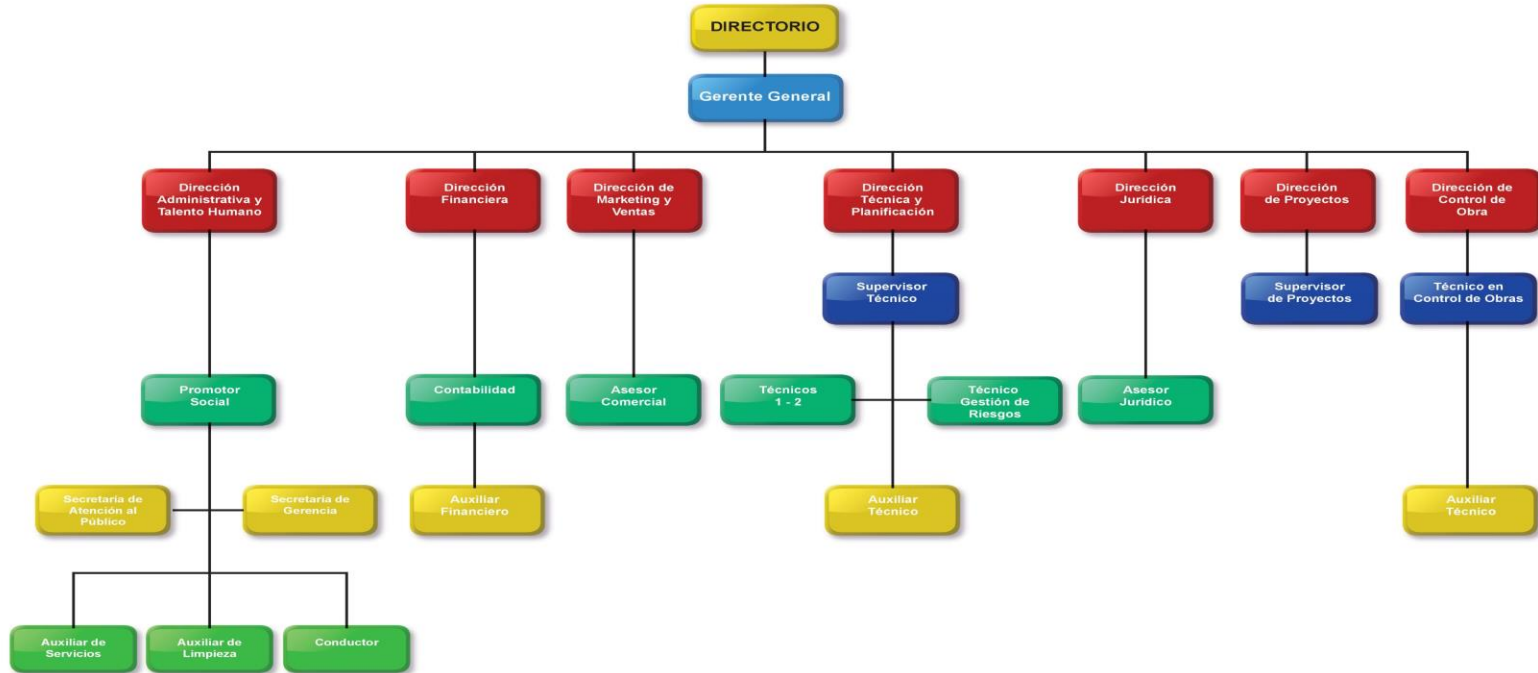 DIRECTORIO
Gerente General
Dirección
Administrativa y
Talento Humano
Dirección
Financiera
Dirección de
Marketing y
Ventas
Dirección
Técnica y
Planificación
Dirección
Jurídica
Dirección
de Proyectos
Dirección de
Control de
Obra
Supervisor
Técnico
Supervisor
de Proyectos
Técnico en
Control de Obras
Promotor
Social
Contabilidad
Asesor
Comercial
Técnicos
1 - 2
Técnico
Gestión de
Riesgos
Asesor
Jurídico
Secretaría de
Atención al
Público
Secretaría de
Gerencia
Auxiliar
Financiero
Auxiliar
Técnico
Auxiliar
Técnico
Auxiliar de
Servicios
Auxiliar de
Limpieza
Conductor